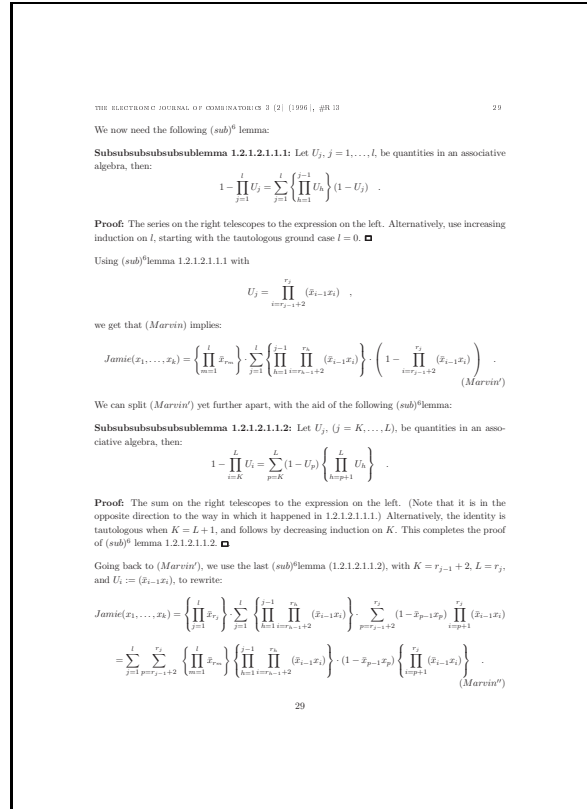 THE ELECTRONIC JOURNAL OF COMBINATORICS 3 (2) (1996), #R13 29
We now need the following (sub)⁶ lemma:
Subsubsubsubsubsublemma 1.2.1.2.1.1.1: Let U_j, j = 1, . . . , l, be quantities in an associative
algebra, then:
1 − ∏_{j=1}^{l} U_j = ∑_{j=1}^{l} { ∏_{h=1}^{j−1} U_h } (1 − U_j) .
Proof: The series on the right telescopes to the expression on the left. Alternatively, use increasing
induction on l, starting with the tautologous ground case l = 0.
Using (sub)⁶lemma 1.2.1.2.1.1.1 with
U_j = ∏_{i=r_{j−1}+2}^{r_j} (x̄_{i−1}x_i) ,
we get that (Marvin) implies:
Jamie(x_1, . . . , x_k) = { ∏_{m=1}^{l} x̄_{r_m} } · ∑_{j=1}^{l} { ∏_{h=1}^{j−1} ∏_{i=r_{h−1}+2}^{r_h} (x̄_{i−1}x_i) } · ( 1 − ∏_{i=r_{j−1}+2}^{r_j} (x̄_{i−1}x_i) ) .
(Marvin′)
We can split (Marvin′) yet further apart, with the aid of the following (sub)⁶lemma:
Subsubsubsubsubsublemma 1.2.1.2.1.1.2: Let U_j, (j = K, . . . , L), be quantities in an asso-
ciative algebra, then:
1 − ∏_{i=K}^{L} U_i = ∑_{p=K}^{L} (1 − U_p) { ∏_{h=p+1}^{L} U_h } .
Proof: The sum on the right telescopes to the expression on the left. (Note that it is in the
opposite direction to the way in which it happened in 1.2.1.2.1.1.1.) Alternatively, the identity is
tautologous when K = L + 1, and follows by decreasing induction on K. This completes the proof
of (sub)⁶ lemma 1.2.1.2.1.1.2.
Going back to (Marvin′), we use the last (sub)⁶lemma (1.2.1.2.1.1.2), with K = r_{j−1} + 2, L = r_j,
and U_i := (x̄_{i−1}x_i), to rewrite:
Jamie(x_1, . . . , x_k) = { ∏_{j=1}^{l} x̄_{r_j} } · ∑_{j=1}^{l} { ∏_{h=1}^{j−1} ∏_{i=r_{h−1}+2}^{r_h} (x̄_{i−1}x_i) } · ∑_{p=r_{j−1}+2}^{r_j} (1 − x̄_{p−1}x_p) ∏_{i=p+1}^{r_j} (x̄_{i−1}x_i)
= ∑_{j=1}^{l} ∑_{p=r_{j−1}+2}^{r_j} { ∏_{m=1}^{l} x̄_{r_m} } { ∏_{h=1}^{j−1} ∏_{i=r_{h−1}+2}^{r_h} (x̄_{i−1}x_i) } · (1 − x̄_{p−1}x_p) { ∏_{i=p+1}^{r_j} (x̄_{i−1}x_i) } .
(Marvin′′)
29